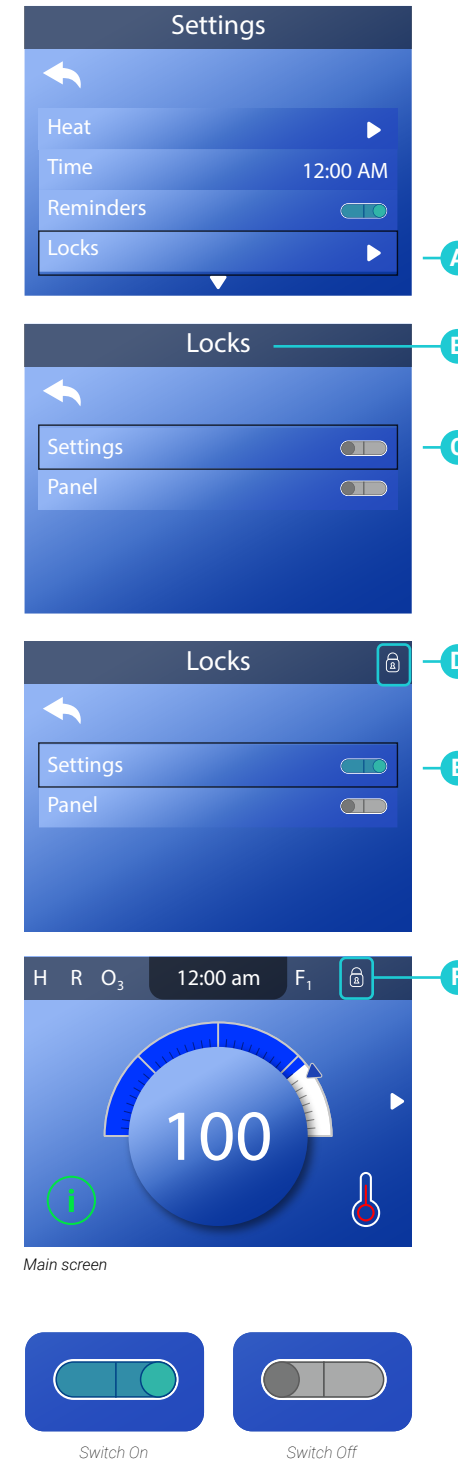 Settings
Heat
Time 12:00 AM
Reminders
Locks
A
Locks
Settings
Panel
Locks
D
Settings
Panel
H R O₃ 12:00 am F₁
100
i
Main screen
Switch On Switch Off